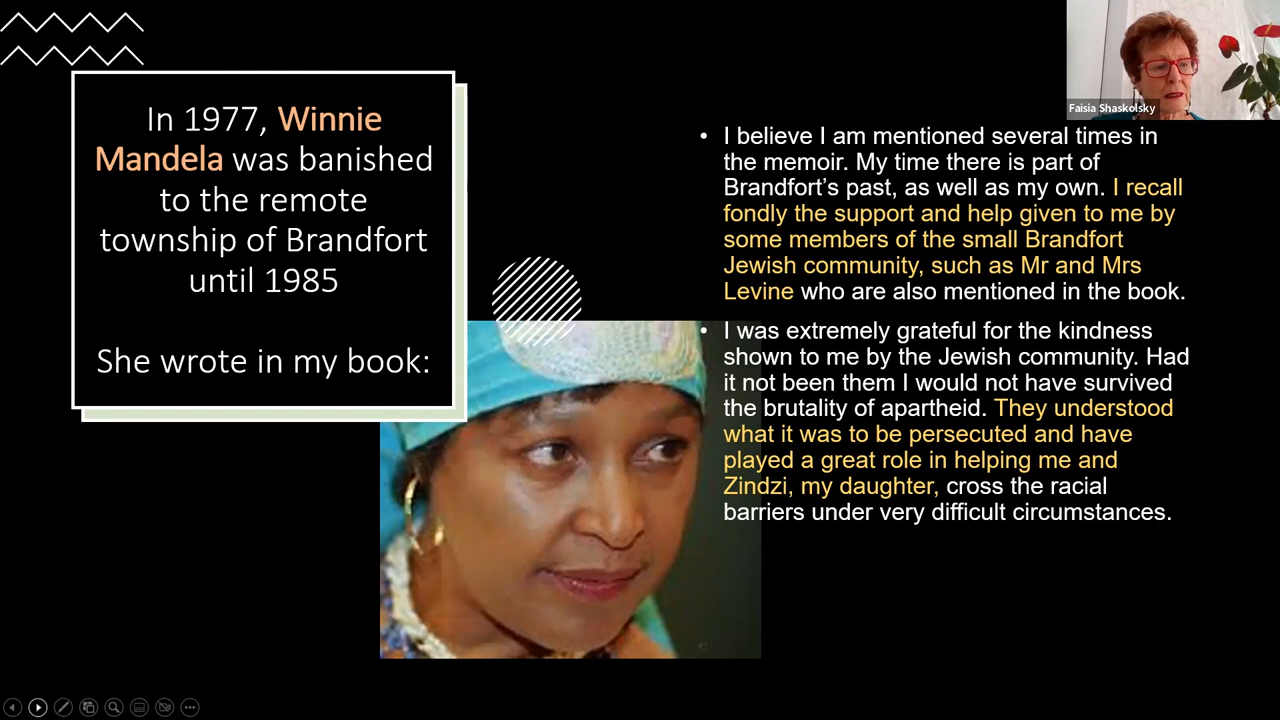 In 1977, Winnie
Mandela was banished
to the remote
township of Brandfort
until 1985
She wrote in my book:
Faisia Shaskolsky
• I believe I am mentioned several times in
the memoir. My time there is part of
Brandfort’s past, as well as my own. I recall
fondly the support and help given to me by
some members of the small Brandfort
Jewish community, such as Mr and Mrs
Levine who are also mentioned in the book.
• I was extremely grateful for the kindness
shown to me by the Jewish community. Had
it not been them I would not have survived
the brutality of apartheid. They understood
what it was to be persecuted and have
played a great role in helping me and
Zindzi, my daughter, cross the racial
barriers under very difficult circumstances.